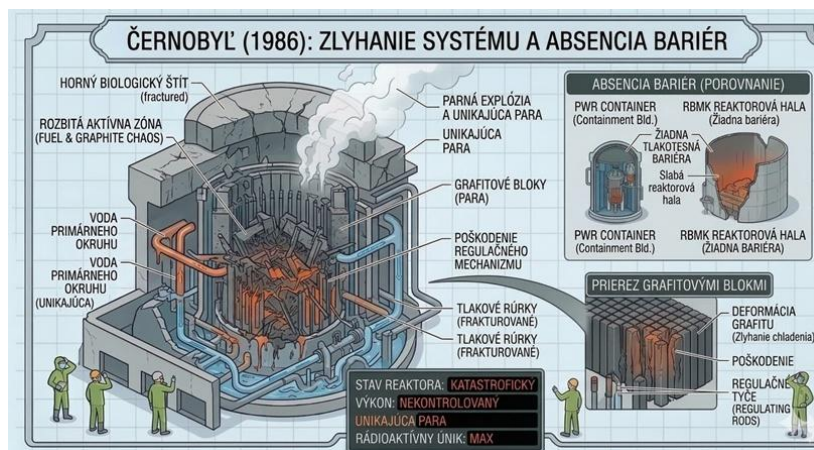 ČERNOBYĽ (1986): ZLYHANIE SYSTÉMU A ABSENCIA BARIÉR
HORNÝ BIOLOGICKÝ ŠTÍT
(fractured)
ROZBITÁ AKTÍVNA ZÓNA
(FUEL & GRAPHITE CHAOS)
VODA
PRIMÁRNEHO
OKRUHU
VODA
PRIMÁRNEHO
OKRUHU
(UNIKAJÚCA)
PARNÁ EXPLÓZIA
A UNIKAJÚCA PARA
UNIKAJÚCA
PARA
GRAFITOVÉ BLOKY
(PARA)
POŠKODENIE
REGULAČNÉHO
MECHANIZMU
TLAKOVÉ RÚRKY
(FRAKTUROVANÉ)
TLAKOVÉ RÚRKY
(FRAKTUROVANÉ)
STAV REAKTORA: KATASTROFICKÝ
VÝKON: NEKONTROLOVANÝ
UNIKAJÚCA PARA
RÁDIOAKTÍVNY ÚNIK: MAX
ABSENCIA BARIÉR (POROVNANIE)
PWR CONTAINER
(Containment Bld.)
RBMK REAKTOROVÁ HALA
(Žiadna bariéra)
ŽIADNA
TLAKOTESNÁ
BARIÉRA
Slabá
reaktorová
hala
PWR CONTAINER
(Containment Bld.)
RBMK REAKTOROVÁ HALA
(ŽIADNA BARIÉRA)
PRIEREZ GRAFITOVÝMI BLOKMI
DEFORMÁCIA
GRAFITU
(Zlyhanie chladenia)
POŠKODENIE
REGULAČNÉ
TYČE
(REGULATING
RODS)